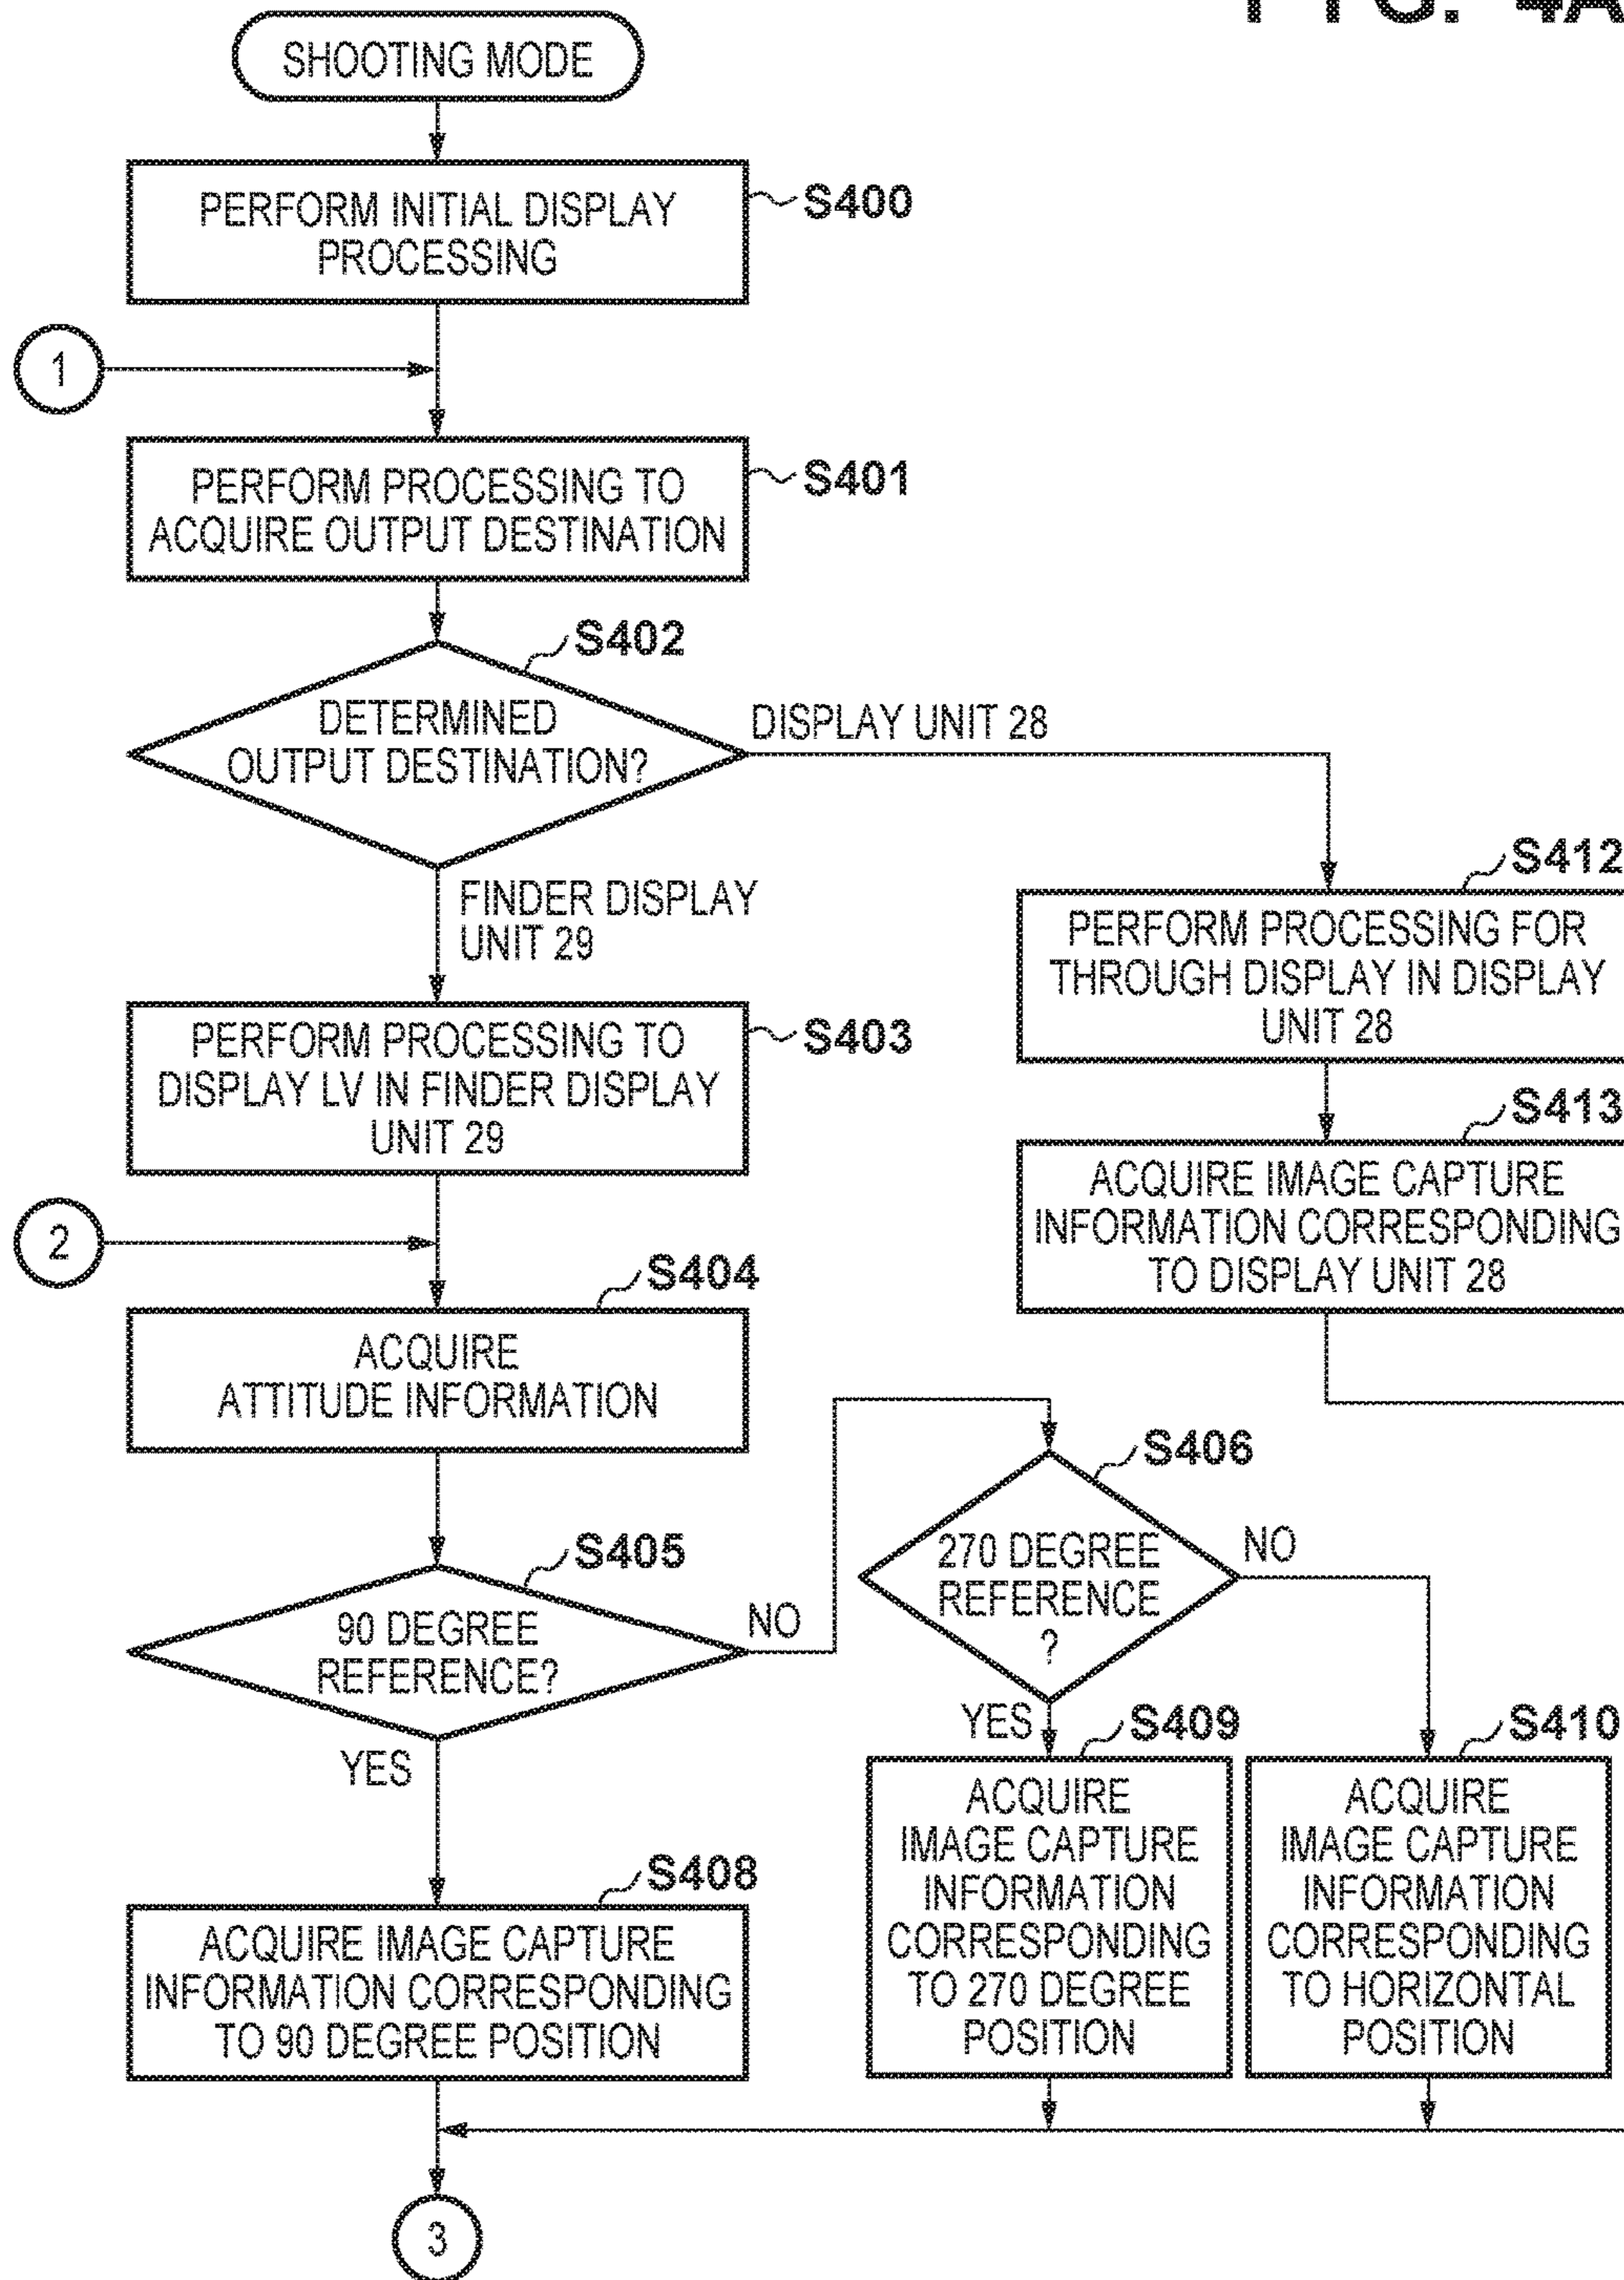 FIG. 4A
SHOOTING MODE
PERFORM INITIAL DISPLAY
PROCESSING
S400
1
PERFORM PROCESSING TO
ACQUIRE OUTPUT DESTINATION
S401
S402
DETERMINED
OUTPUT DESTINATION?
DISPLAY UNIT 28
FINDER DISPLAY
UNIT 29
S412
PERFORM PROCESSING FOR
THROUGH DISPLAY IN DISPLAY
UNIT 28
PERFORM PROCESSING TO
DISPLAY LV IN FINDER DISPLAY
UNIT 29
S403
S413
ACQUIRE IMAGE CAPTURE
INFORMATION CORRESPONDING
TO DISPLAY UNIT 28
2
S404
ACQUIRE
ATTITUDE INFORMATION
S405
90 DEGREE
REFERENCE?
NO
YES
S406
270 DEGREE
REFERENCE
?
NO
YES
S408
ACQUIRE IMAGE CAPTURE
INFORMATION CORRESPONDING
TO 90 DEGREE POSITION
S409
ACQUIRE
IMAGE CAPTURE
INFORMATION
CORRESPONDING
TO 270 DEGREE
POSITION
S410
ACQUIRE
IMAGE CAPTURE
INFORMATION
CORRESPONDING
TO HORIZONTAL
POSITION
3